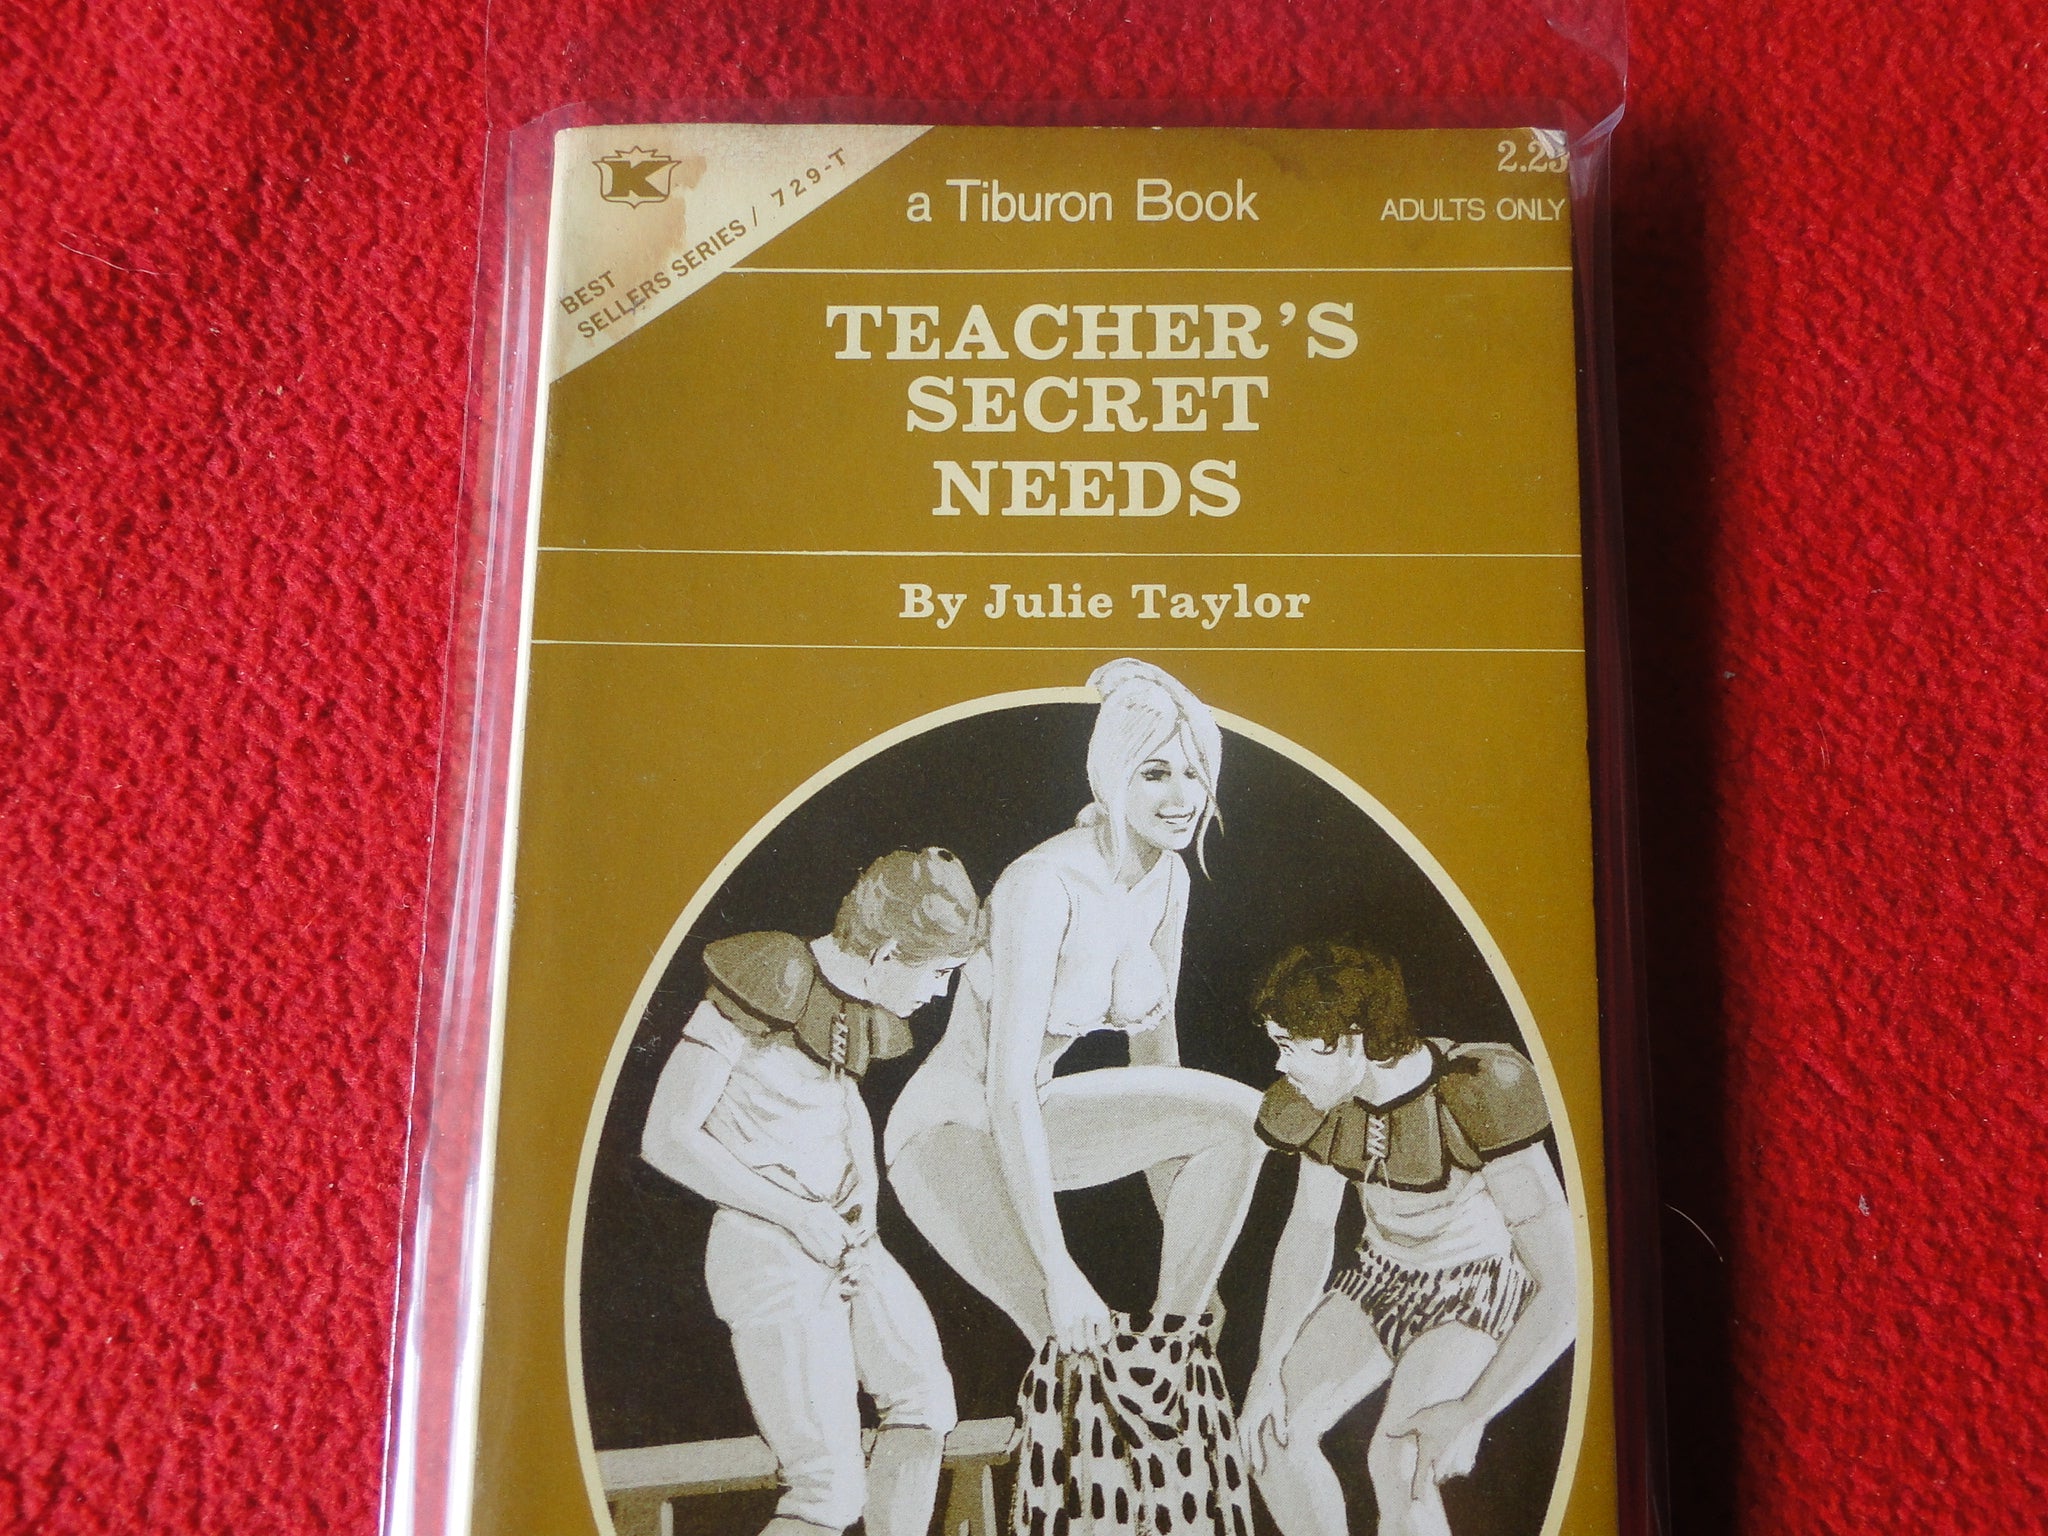 K
BEST
SELLERS SERIES / 729-T
a Tiburon Book
ADULTS ONLY
TEACHER'S
SECRET
NEEDS
By Julie Taylor